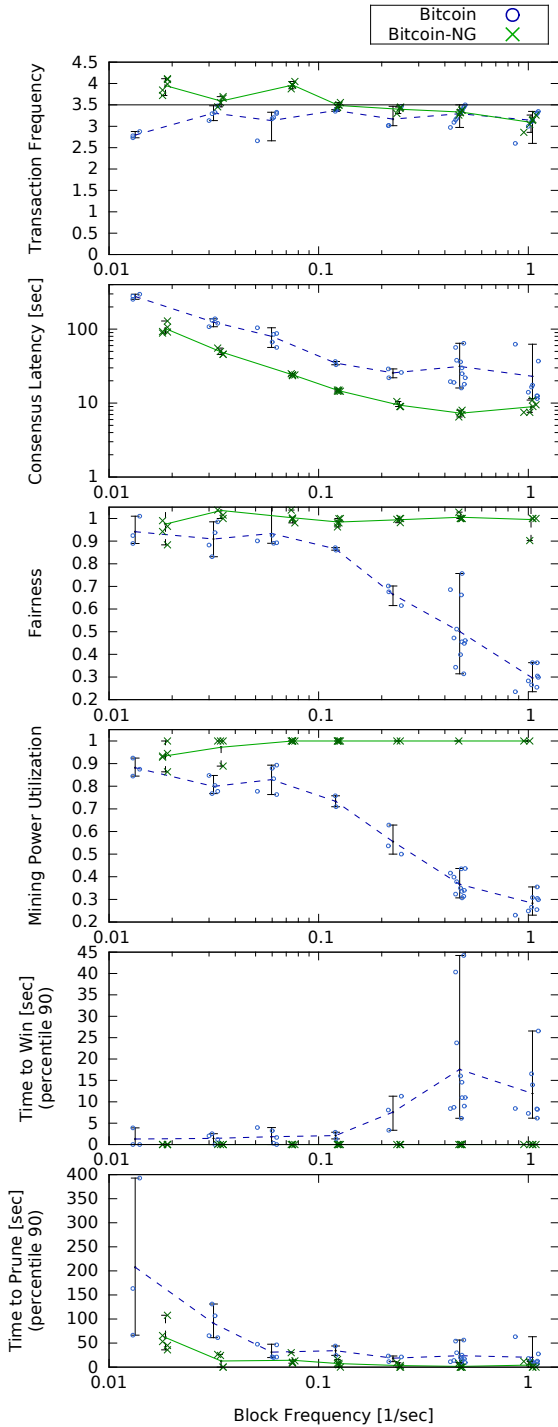 Bitcoin
Bitcoin-NG
Transaction Frequency
4.5
4
3.5
3
2.5
2
1.5
1
0.5
0
0.01 0.1 1
Consensus Latency [sec]
100
10
1
0.01 0.1 1
Fairness
1
0.9
0.8
0.7
0.6
0.5
0.4
0.3
0.2
0.01 0.1 1
Mining Power Utilization
1
0.9
0.8
0.7
0.6
0.5
0.4
0.3
0.2
0.01 0.1 1
Time to Win [sec]
(percentile 90)
45
40
35
30
25
20
15
10
5
0
0.01 0.1 1
Time to Prune [sec]
(percentile 90)
400
350
300
250
200
150
100
50
0
0.01 0.1 1
Block Frequency [1/sec]